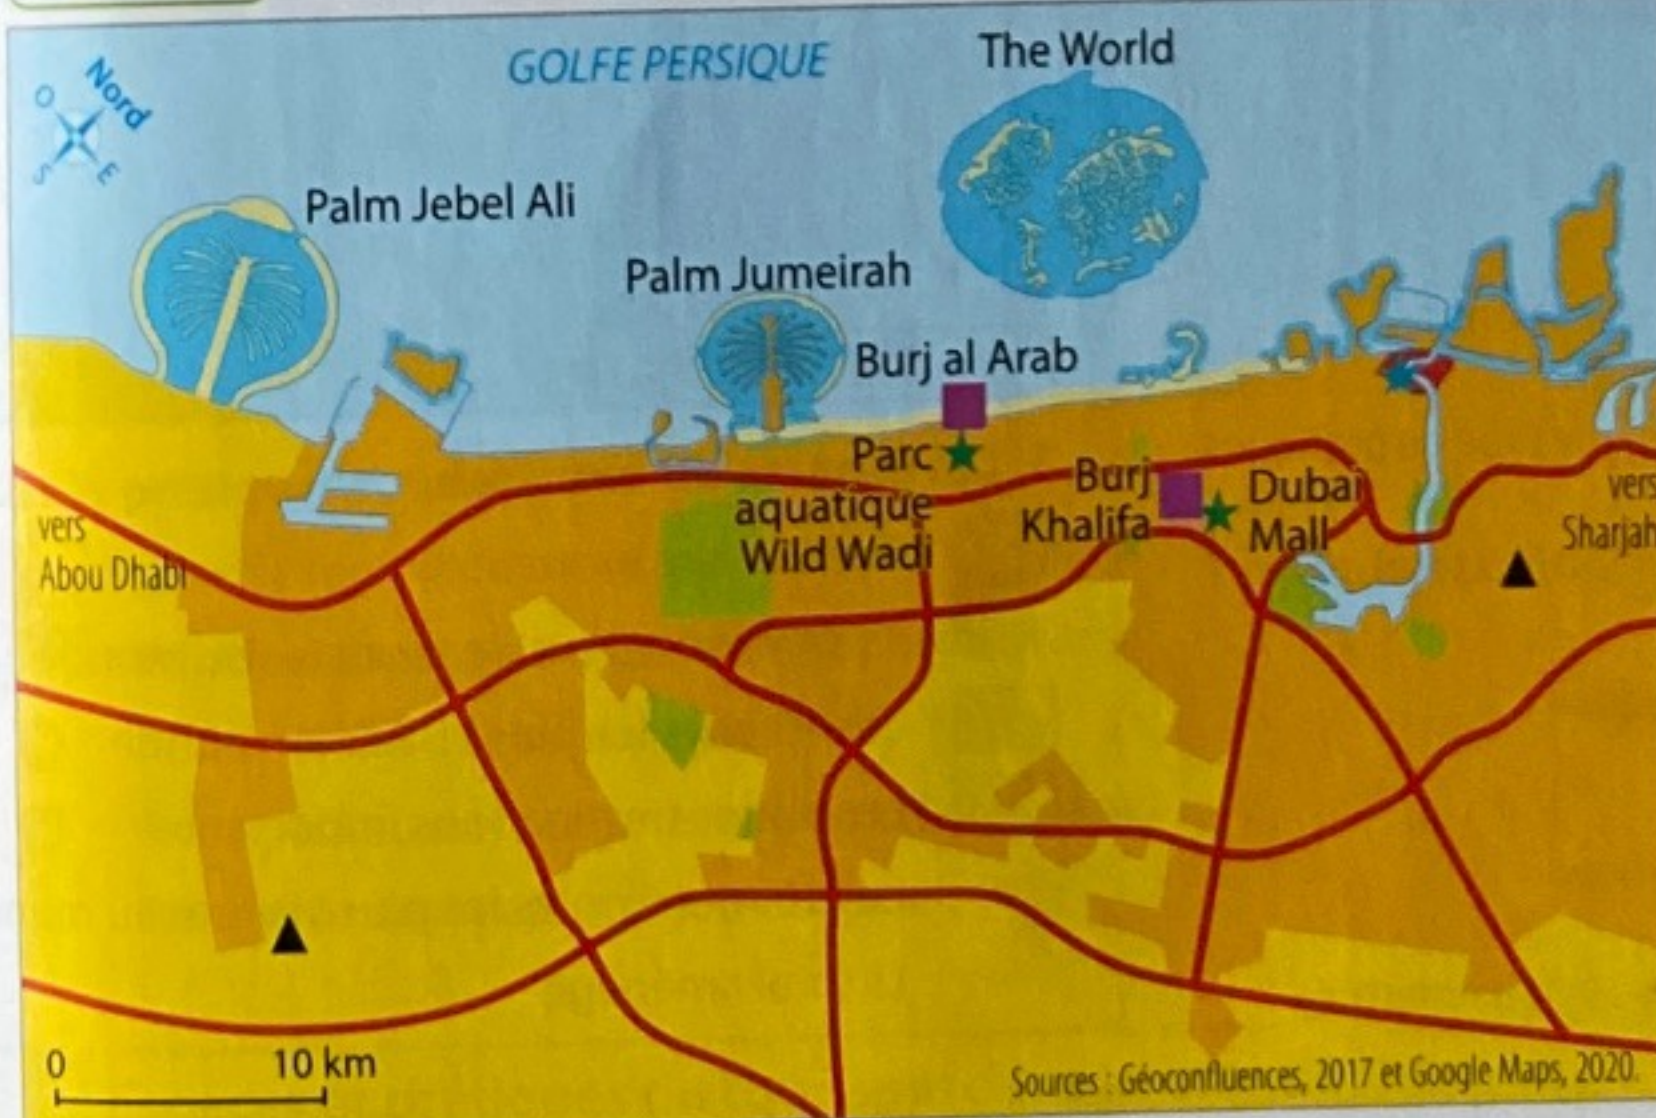 GOLFE PERSIQUE
The World
Nord
O
S
E
Palm Jebel Ali
Palm Jumeirah
Burj al Arab
Parc
aquatique
Wild Wadi
Burj
Khalifa
Dubai
Mall
vers
Abou Dhabi
vers
Sharjah
0
10 km
Sources : Géoconfluences, 2017 et Google Maps, 2020.